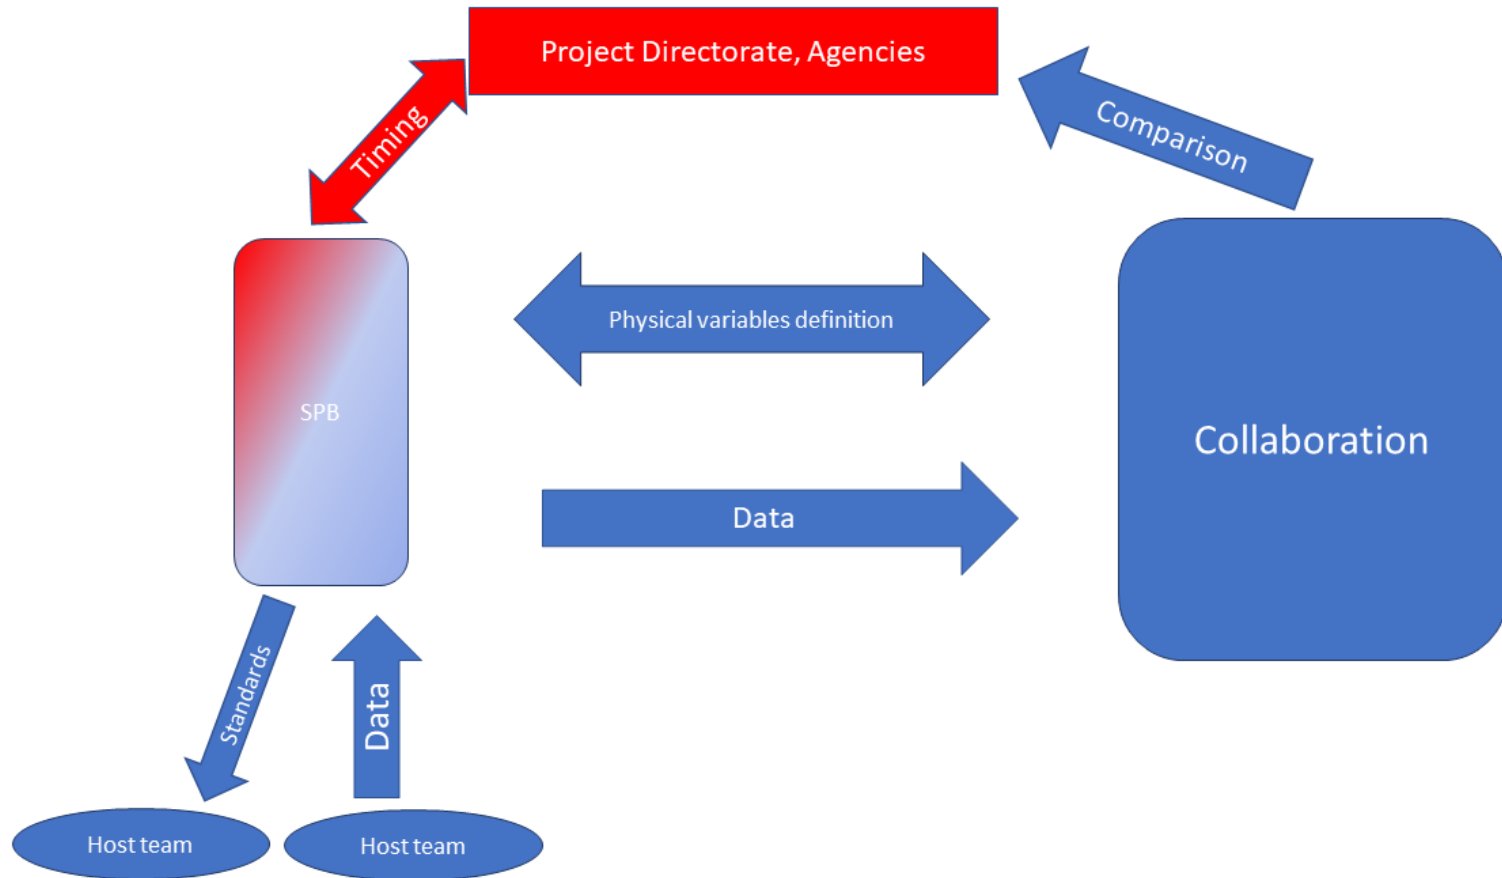 Project Directorate, Agencies
Timing
Comparison
Physical variables definition
SPB
Collaboration
Data
Standards
Data
Host team
Host team